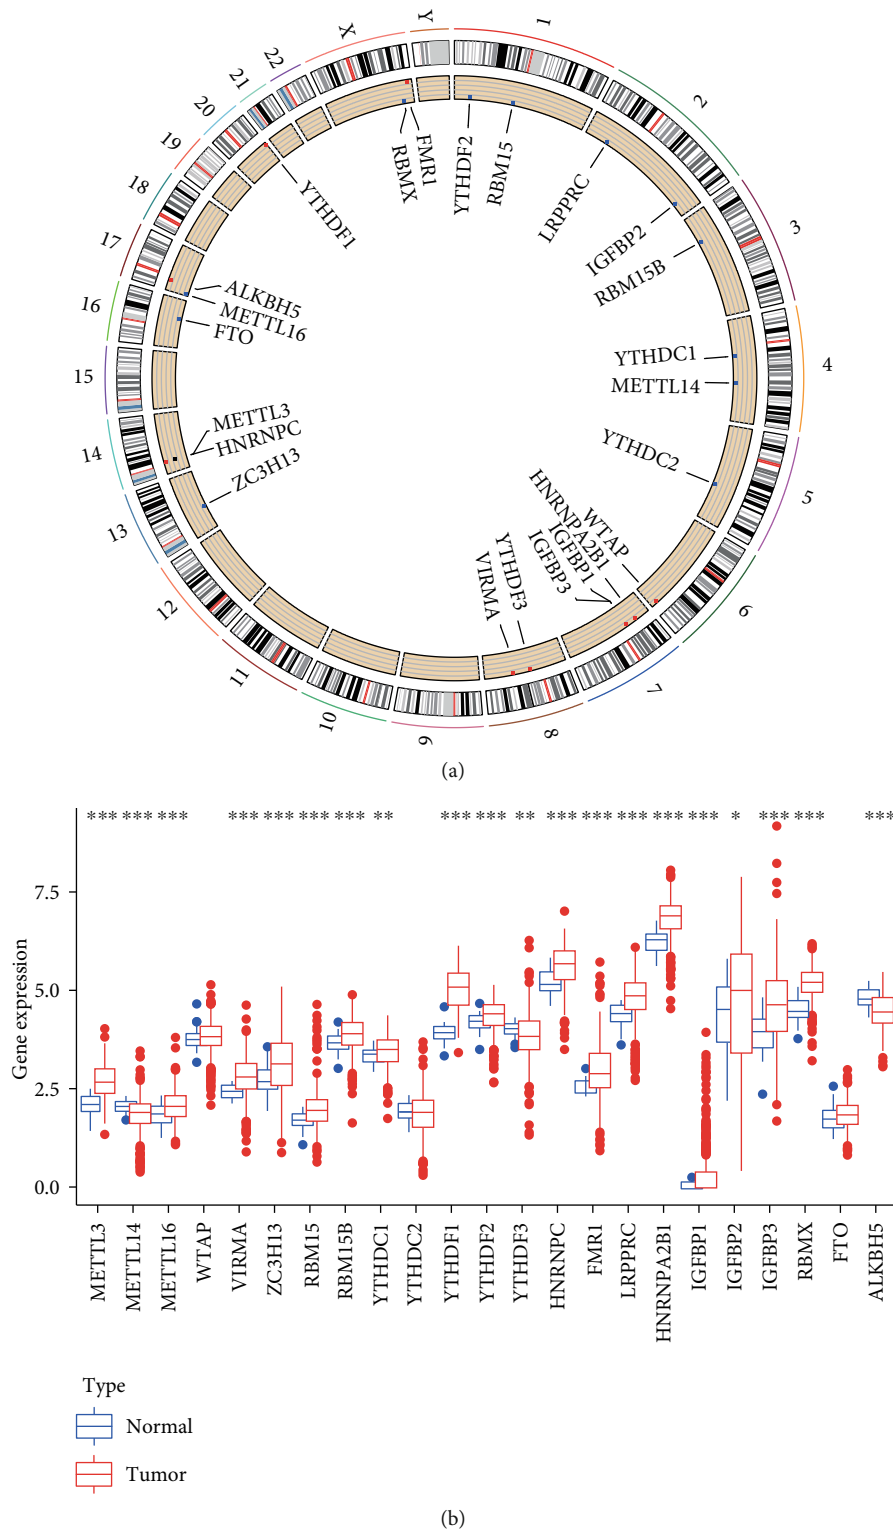 1
2
3
4
5
6
7
8
9
10
11
12
13
14
15
16
17
18
19
20
21
22
X
Y
FMR1
RBMX
YTHDF2
RBM15
LRPPRC
IGFBP2
RBM15B
YTHDC1
METTL14
YTHDC2
WTAP
HNRNPA2B1
IGFBP1
IGFBP3
YTHDF3
VIRMA
ZC3H13
HNRNPC
METTL3
FTO
METTL16
ALKBH5
YTHDF1
(a)
*** *** *** *** *** *** *** ** *** *** ** *** *** *** *** *** * *** *** ***
Gene expression
7.5
5.0
2.5
0.0
METTL3
METTL14
METTL16
WTAP
VIRMA
ZC3H13
RBM15
RBM15B
YTHDC1
YTHDC2
YTHDF1
YTHDF2
YTHDF3
HNRNPC
FMR1
LRPPRC
HNRNPA2B1
IGFBP1
IGFBP2
IGFBP3
RBMX
FTO
ALKBH5
Type
Normal
Tumor
(b)